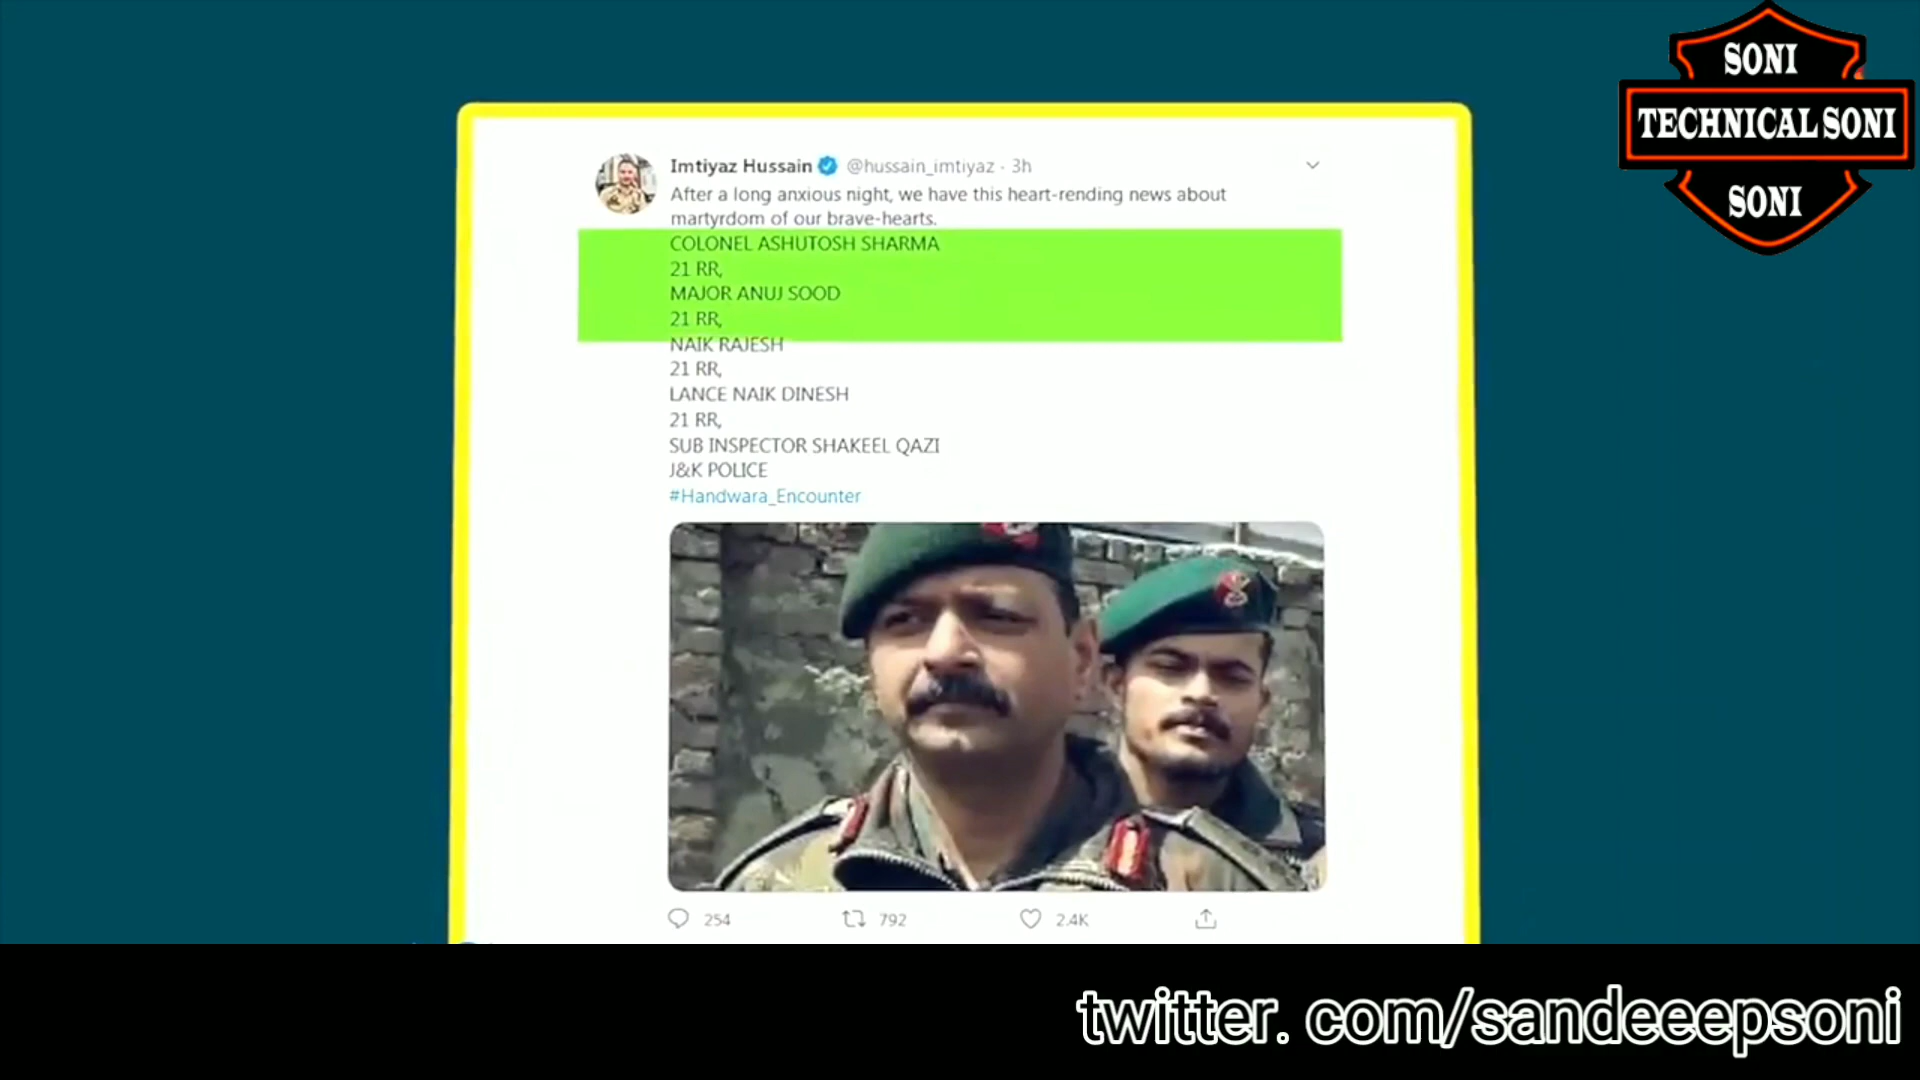 SONI
TECHNICAL SONI
SONI
Imtiyaz Hussain @hussain_imtiyaz · 3h
After a long anxious night, we have this heart-rending news about
martyrdom of our brave-hearts.
COLONEL ASHUTOSH SHARMA
21 RR,
MAJOR ANUJ SOOD
21 RR,
NAIK RAJESH
21 RR,
LANCE NAIK DINESH
21 RR,
SUB INSPECTOR SHAKEEL QAZI
J&K POLICE
#Handwara_Encounter
254 792 2.4K
twitter. com/sandeeepsoni